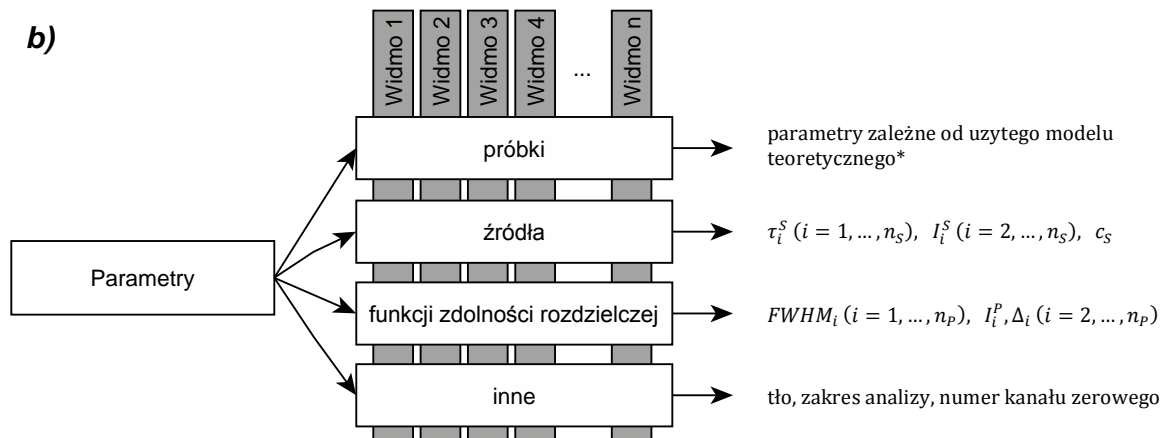 b)
Widmo 1
Widmo 2
Widmo 3
Widmo 4
...
Widmo n
próbki
parametry zależne od uzytego modelu
teoretycznego*
źródła
τ_i^S (i = 1, … , n_S), I_i^S (i = 2, … , n_S), c_S
Parametry
funkcji zdolności rozdzielczej
FWHM_i (i = 1, … , n_P), I_i^P, Δ_i (i = 2, … , n_P)
inne
tło, zakres analizy, numer kanału zerowego